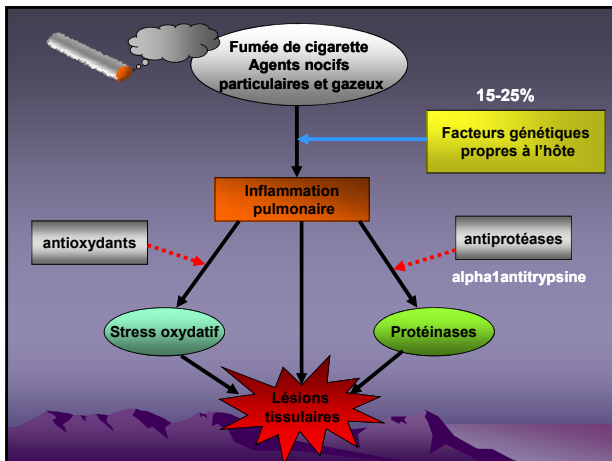 Fumée de cigarette
Agents nocifs
particulaires et gazeux
15-25%
Facteurs génétiques
propres à l'hôte
Inflammation
pulmonaire
antioxydants
antiprotéases
alpha1antitrypsine
Stress oxydatif
Protéinases
Lésions
tissulaires